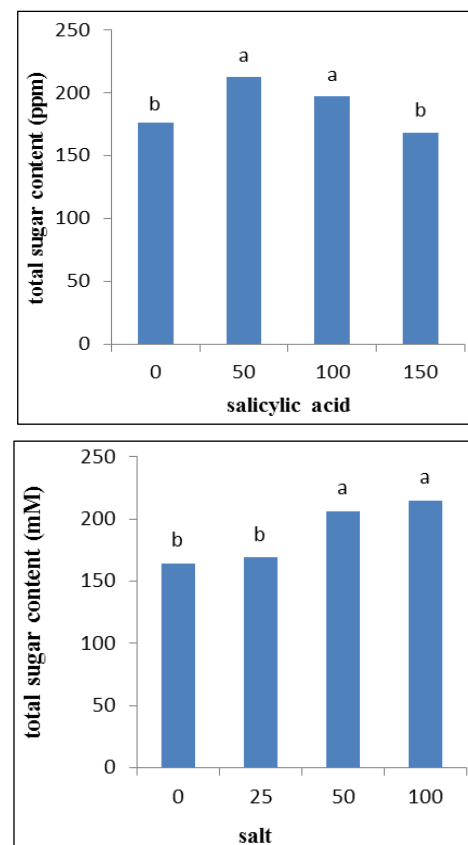 250
200
150
100
50
0
total sugar content (ppm)
b
a
a
b
0 50 100 150
salicylic acid
250
200
150
100
50
0
total sugar content (mM)
b
b
a
a
0 25 50 100
salt